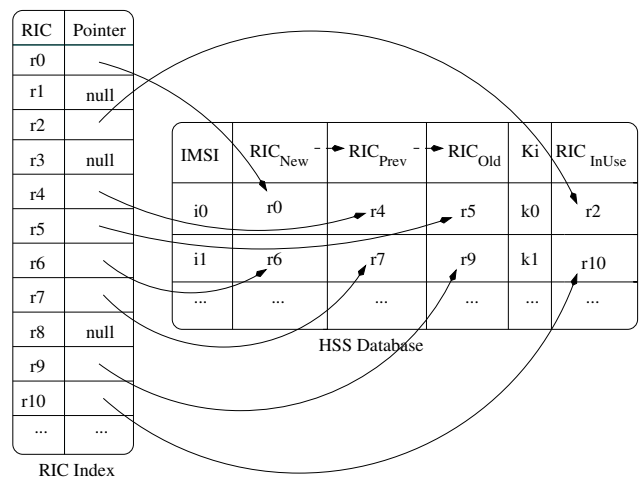 RIC Pointer
r0
r1 null
r2
r3 null
r4
r5
r6
r7
r8 null
r9
r10
... ...
RIC Index
IMSI RIC New RIC Prev RIC Old Ki RIC InUse
i0 r0 r4 r5 k0 r2
i1 r6 r7 r9 k1 r10
... ... ... ... ... ...
HSS Database